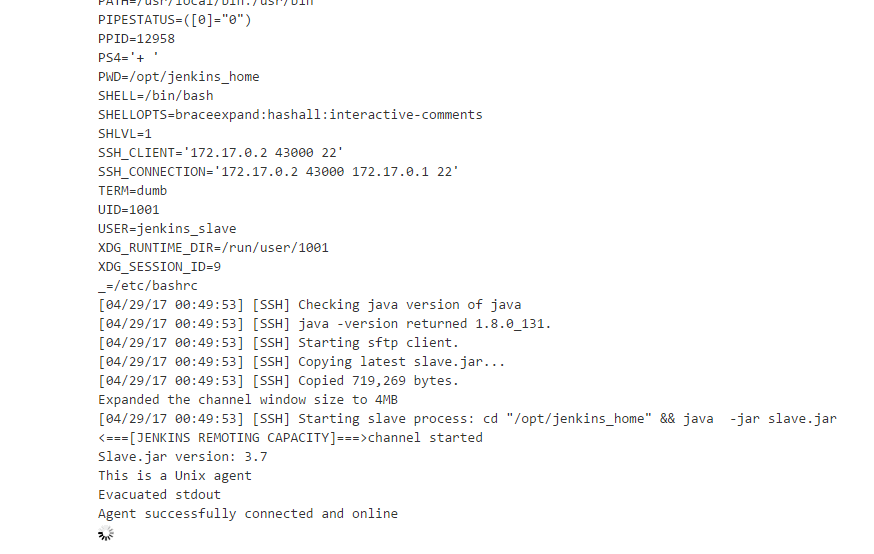 PATH=/usr/local/bin:/usr/bin
PIPESTATUS=([0]="0")
PPID=12958
PS4='+ '
PWD=/opt/jenkins_home
SHELL=/bin/bash
SHELLOPTS=braceexpand:hashall:interactive-comments
SHLVL=1
SSH_CLIENT='172.17.0.2 43000 22'
SSH_CONNECTION='172.17.0.2 43000 172.17.0.1 22'
TERM=dumb
UID=1001
USER=jenkins_slave
XDG_RUNTIME_DIR=/run/user/1001
XDG_SESSION_ID=9
_=/etc/bashrc
[04/29/17 00:49:53] [SSH] Checking java version of java
[04/29/17 00:49:53] [SSH] java -version returned 1.8.0_131.
[04/29/17 00:49:53] [SSH] Starting sftp client.
[04/29/17 00:49:53] [SSH] Copying latest slave.jar...
[04/29/17 00:49:53] [SSH] Copied 719,269 bytes.
Expanded the channel window size to 4MB
[04/29/17 00:49:53] [SSH] Starting slave process: cd "/opt/jenkins_home" && java  -jar slave.jar
<===[JENKINS REMOTING CAPACITY]===>channel started
Slave.jar version: 3.7
This is a Unix agent
Evacuated stdout
Agent successfully connected and online